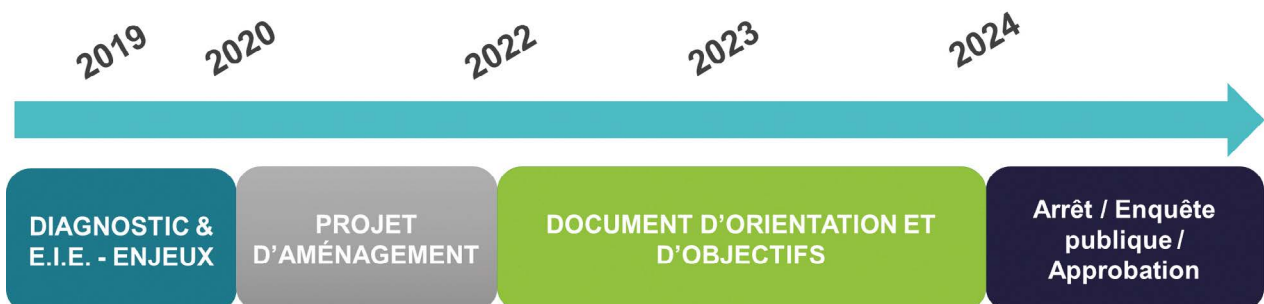 2019
2020
2022
2023
2024
DIAGNOSTIC &
E.I.E. - ENJEUX
PROJET
D'AMÉNAGEMENT
DOCUMENT D'ORIENTATION ET
D'OBJECTIFS
Arrêt / Enquête
publique /
Approbation